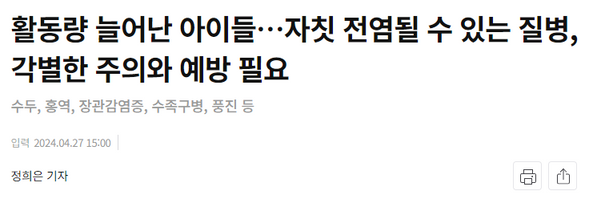 활동량 늘어난 아이들…자칫 전염될 수 있는 질병,
각별한 주의와 예방 필요
수두, 홍역, 장관감염증, 수족구병, 풍진 등
입력 2024.04.27 15:00
정희은 기자